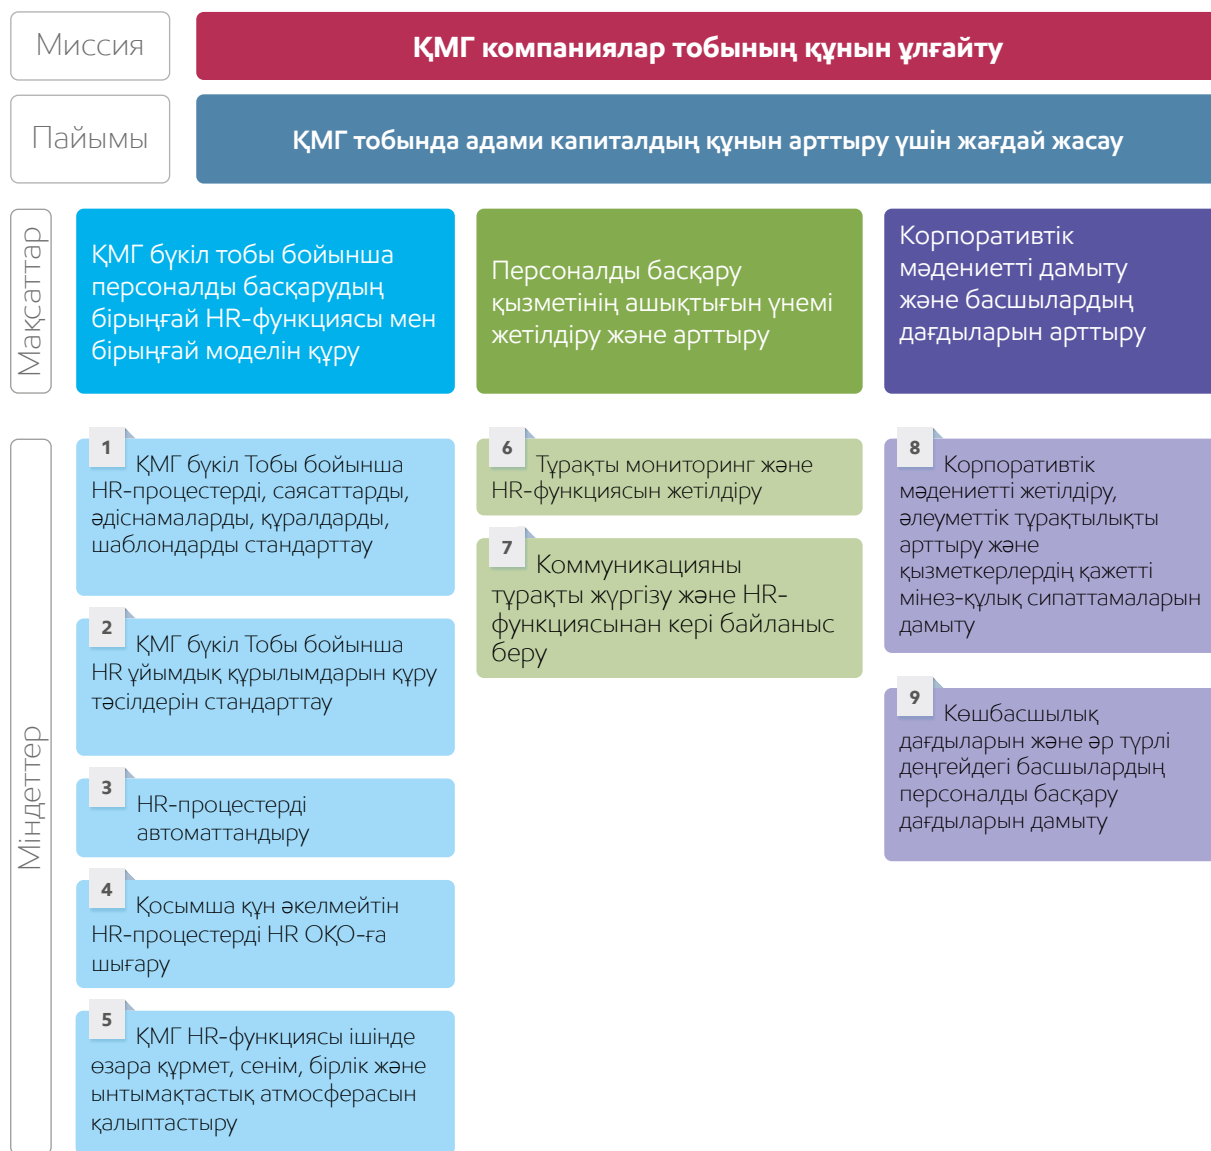 Миссия
ҚМГ компаниялар тобының құнын ұлғайту
Пайымы
ҚМГ тобында адами капиталдың құнын арттыру үшін жағдай жасау
Мақсаттар
ҚМГ бүкіл тобы бойынша
персоналды басқарудың
бірыңғай HR-функциясы мен
бірыңғай моделін құру
Персоналды басқару
қызметінің ашықтығын үнемі
жетілдіру және арттыру
Корпоративтік
мәдениетті дамыту
және басшылардың
дағдыларын арттыру
Міндеттер
1
ҚМГ бүкіл Тобы бойынша
HR-процестерді, саясаттарды,
әдіснамаларды, құралдарды,
шаблондарды стандарттау
2
ҚМГ бүкіл Тобы бойынша
HR ұйымдық құрылымдарын құру
тәсілдерін стандарттау
3
HR-процестерді
автоматтандыру
4
Қосымша құн әкелмейтін
HR-процестерді HR ОҚО-ға
шығару
5
ҚМГ HR-функциясы ішінде
өзара құрмет, сенім, бірлік және
ынтымақтастық атмосферасын
қалыптастыру
6
Тұрақты мониторинг және
HR-функциясын жетілдіру
7
Коммуникацияны
тұрақты жүргізу және HR-
функциясынан кері байланыс
беру
8
Корпоративтік
мәдениетті жетілдіру,
әлеуметтік тұрақтылықты
арттыру және
қызметкерлердің қажетті
мінез-құлық сипаттамаларын
дамыту
9
Көшбасшылық
дағдыларын және әр түрлі
деңгейдегі басшылардың
персоналды басқару
дағдыларын дамыту